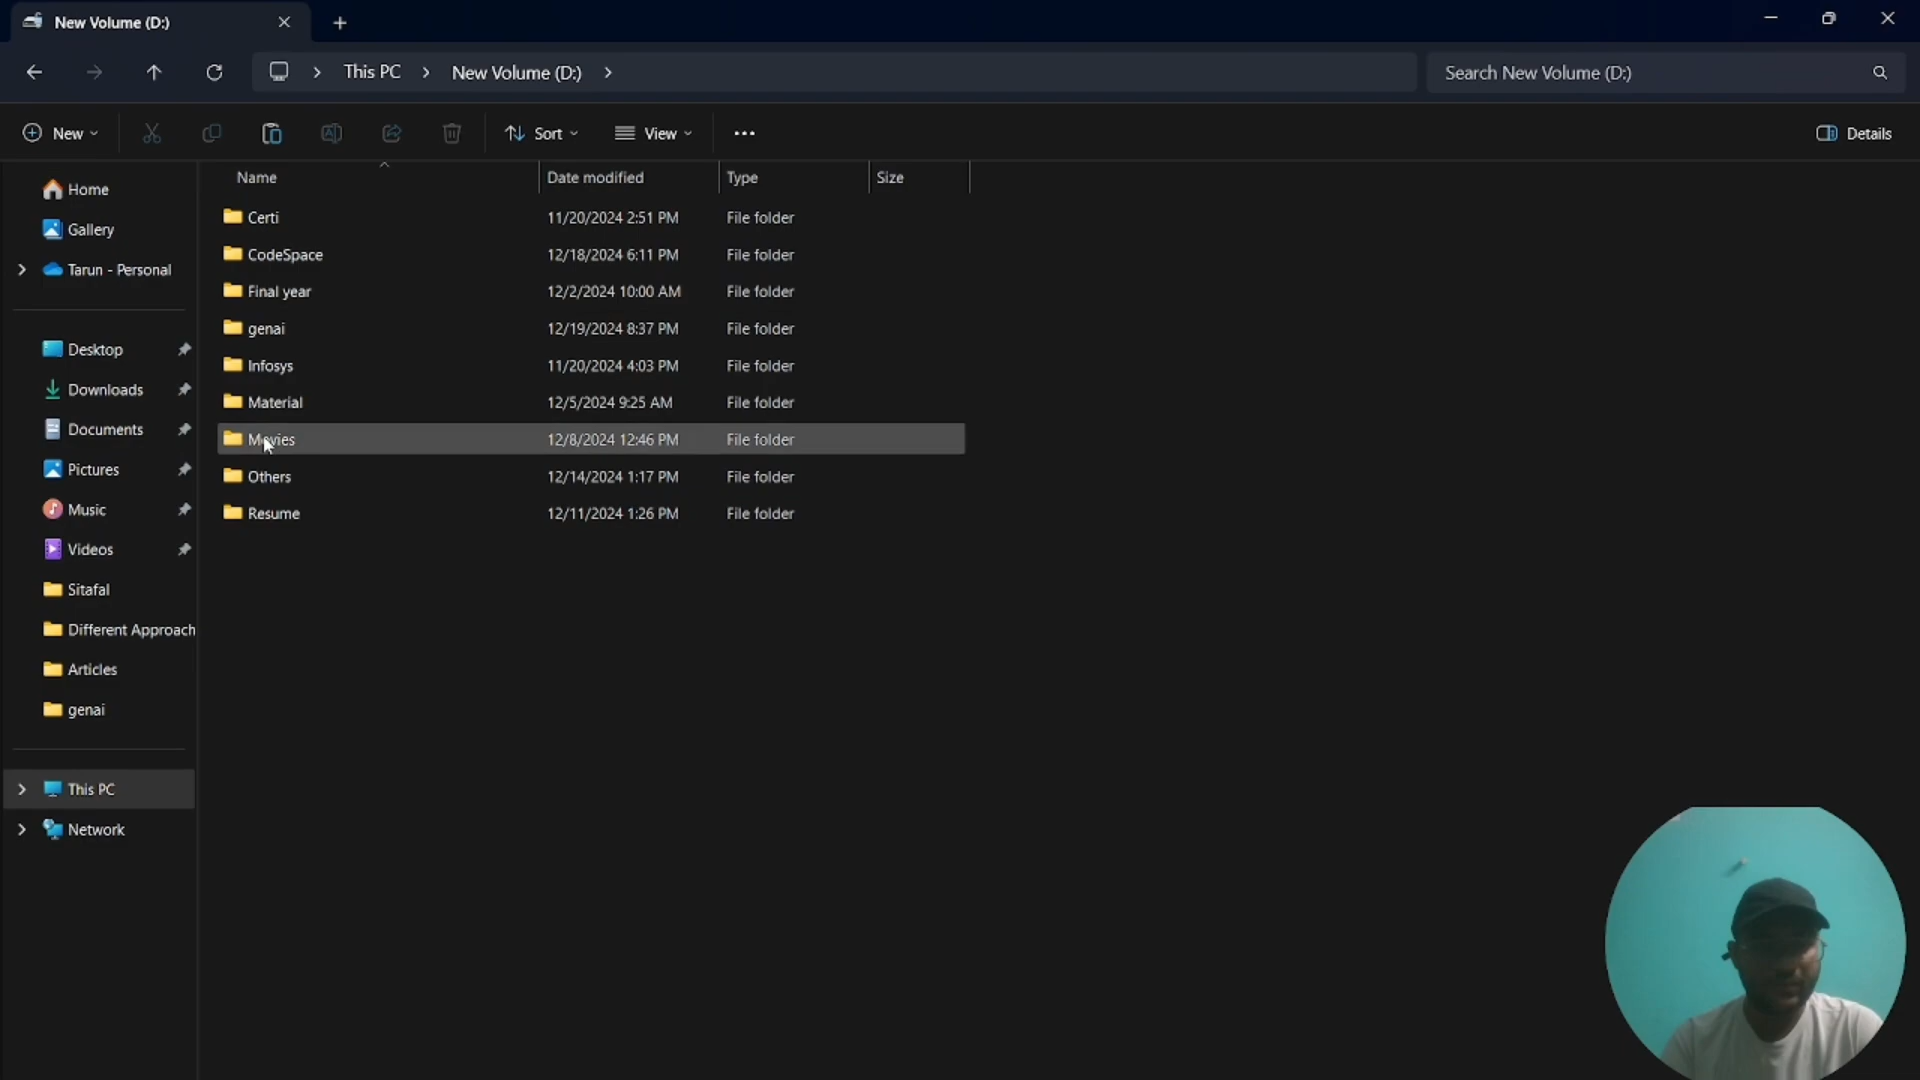 New Volume (D:)
This PC > New Volume (D:) >
Search New Volume (D:)
New
Sort
View
Details
Name Date modified Type Size
Certi 11/20/2024 2:51 PM File folder
CodeSpace 12/18/2024 6:11 PM File folder
Final year 12/2/2024 10:00 AM File folder
genai 12/19/2024 8:37 PM File folder
Infosys 11/20/2024 4:03 PM File folder
Material 12/5/2024 9:25 AM File folder
Movies 12/8/2024 12:46 PM File folder
Others 12/14/2024 1:17 PM File folder
Resume 12/11/2024 1:26 PM File folder
Home
Gallery
Tarun - Personal
Desktop
Downloads
Documents
Pictures
Music
Videos
Sitafal
Different Approach
Articles
genai
This PC
Network